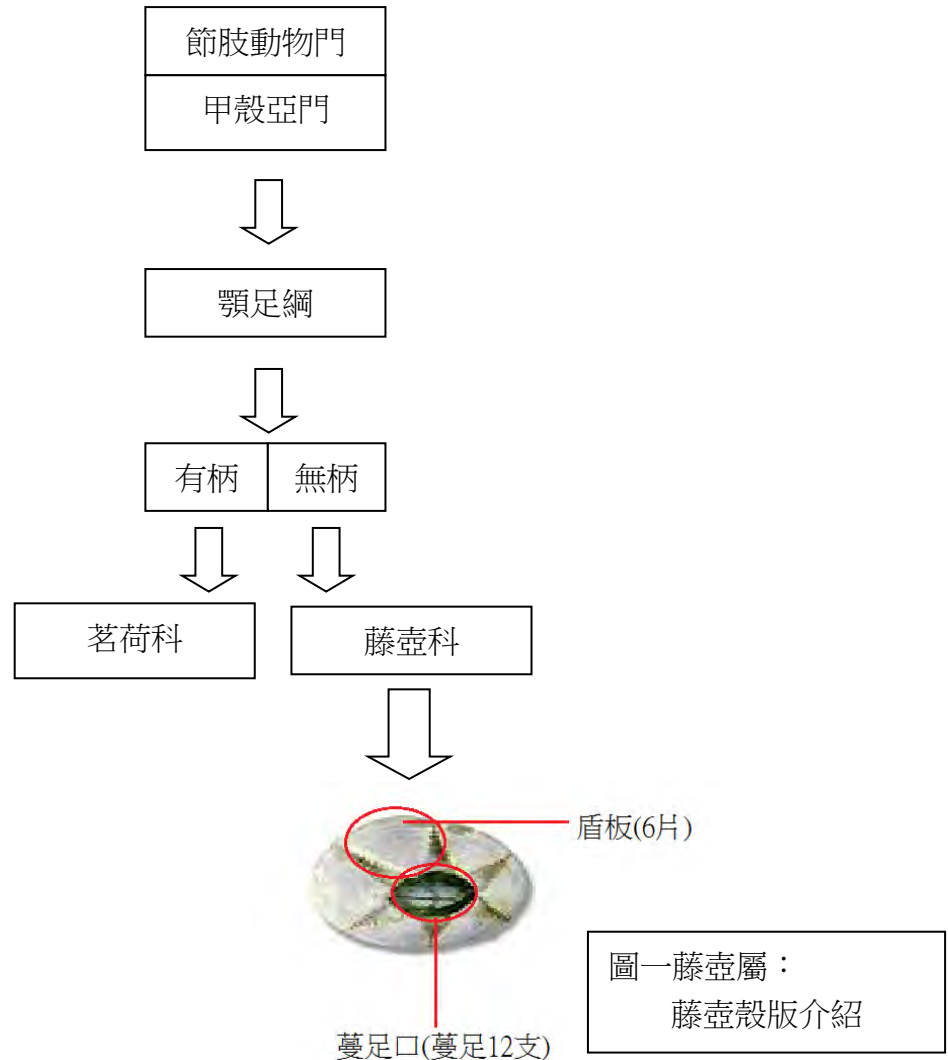 節肢動物門
甲殼亞門
顎足綱
有柄
無柄
茗荷科
藤壺科
盾板(6片)
圖一藤壺屬：
藤壺殼版介紹
蔓足口(蔓足12支)